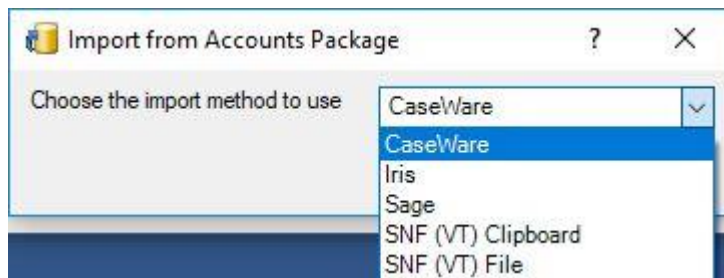 Import from Accounts Package ? X
Choose the import method to use CaseWare
CaseWare
Iris
Sage
SNF (VT) Clipboard
SNF (VT) File